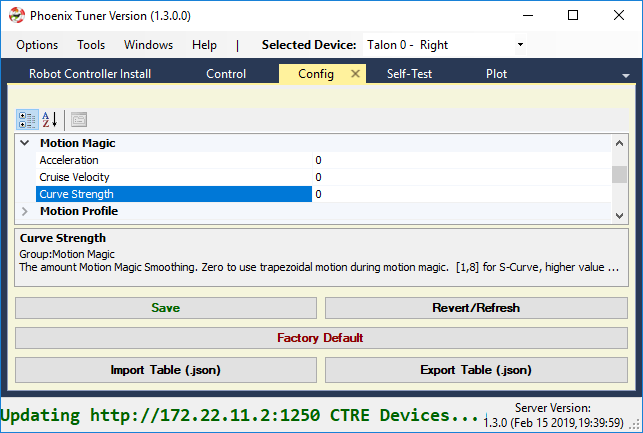 Phoenix Tuner Version (1.3.0.0)
Options Tools Windows Help | Selected Device: Talon 0 - Right
Robot Controller Install Control Config Self-Test Plot
Motion Magic
Acceleration 0
Cruise Velocity 0
Curve Strength 0
Motion Profile
Curve Strength
Group:Motion Magic
The amount Motion Magic Smoothing. Zero to use trapezoidal motion during motion magic. [1,8] for S-Curve, higher value ...
Save Revert/Refresh
Factory Default
Import Table (.json) Export Table (.json)
Updating http://172.22.11.2:1250 CTRE Devices...
Server Version:
1.3.0 (Feb 15 2019,19:39:59)